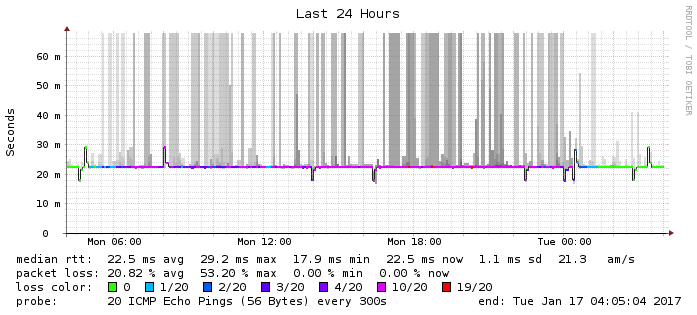 Last 24 Hours
RRDTOOL / TOBI OETIKER
Seconds
60 m
50 m
40 m
30 m
20 m
10 m
0
Mon 06:00 Mon 12:00 Mon 18:00 Tue 00:00
median rtt: 22.5 ms avg 29.2 ms max 17.9 ms min 22.5 ms now 1.1 ms sd 21.3 am/s
packet loss: 20.82 % avg 53.20 % max 0.00 % min 0.00 % now
loss color: 0 1/20 2/20 3/20 4/20 10/20 19/20
probe: 20 ICMP Echo Pings (56 Bytes) every 300s end: Tue Jan 17 04:05:04 2017